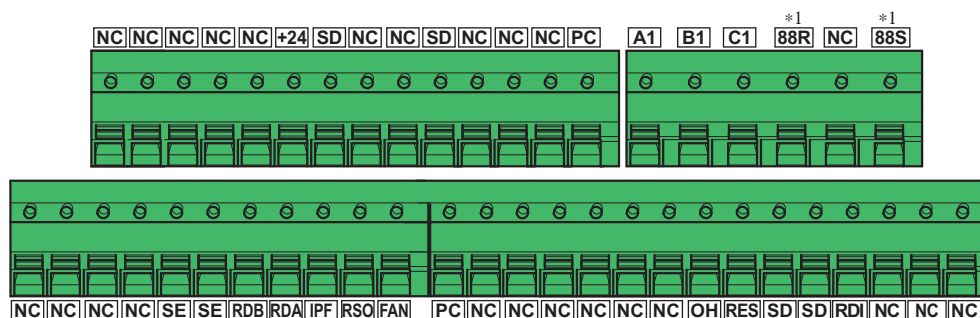 *1 *1
NC NC NC NC NC +24 SD NC NC SD NC NC NC PC A1 B1 C1 88R NC 88S
NC NC NC NC SE SE RDB RDA IPF RSO FAN PC NC NC NC NC NC NC OH RES SD SD RDI NC NC NC